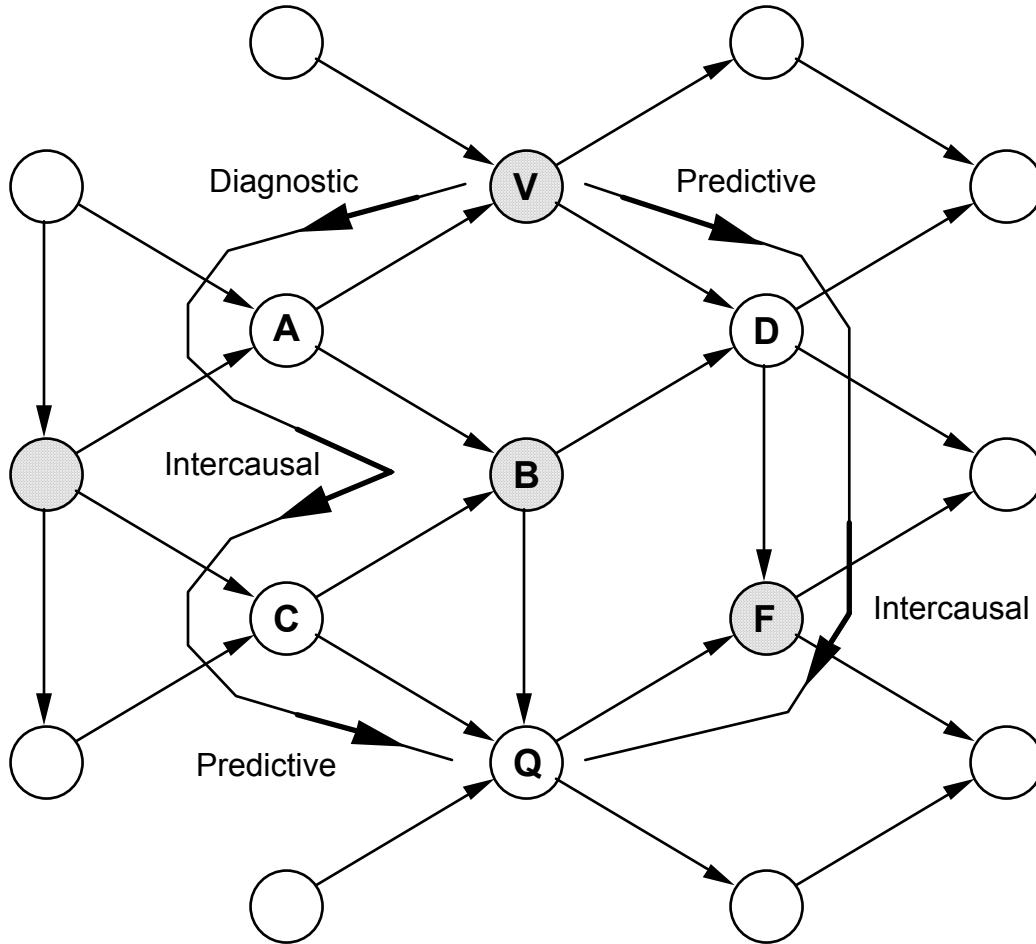 V
Diagnostic
Predictive
A
D
Intercausal
B
C
F
Intercausal
Predictive
Q